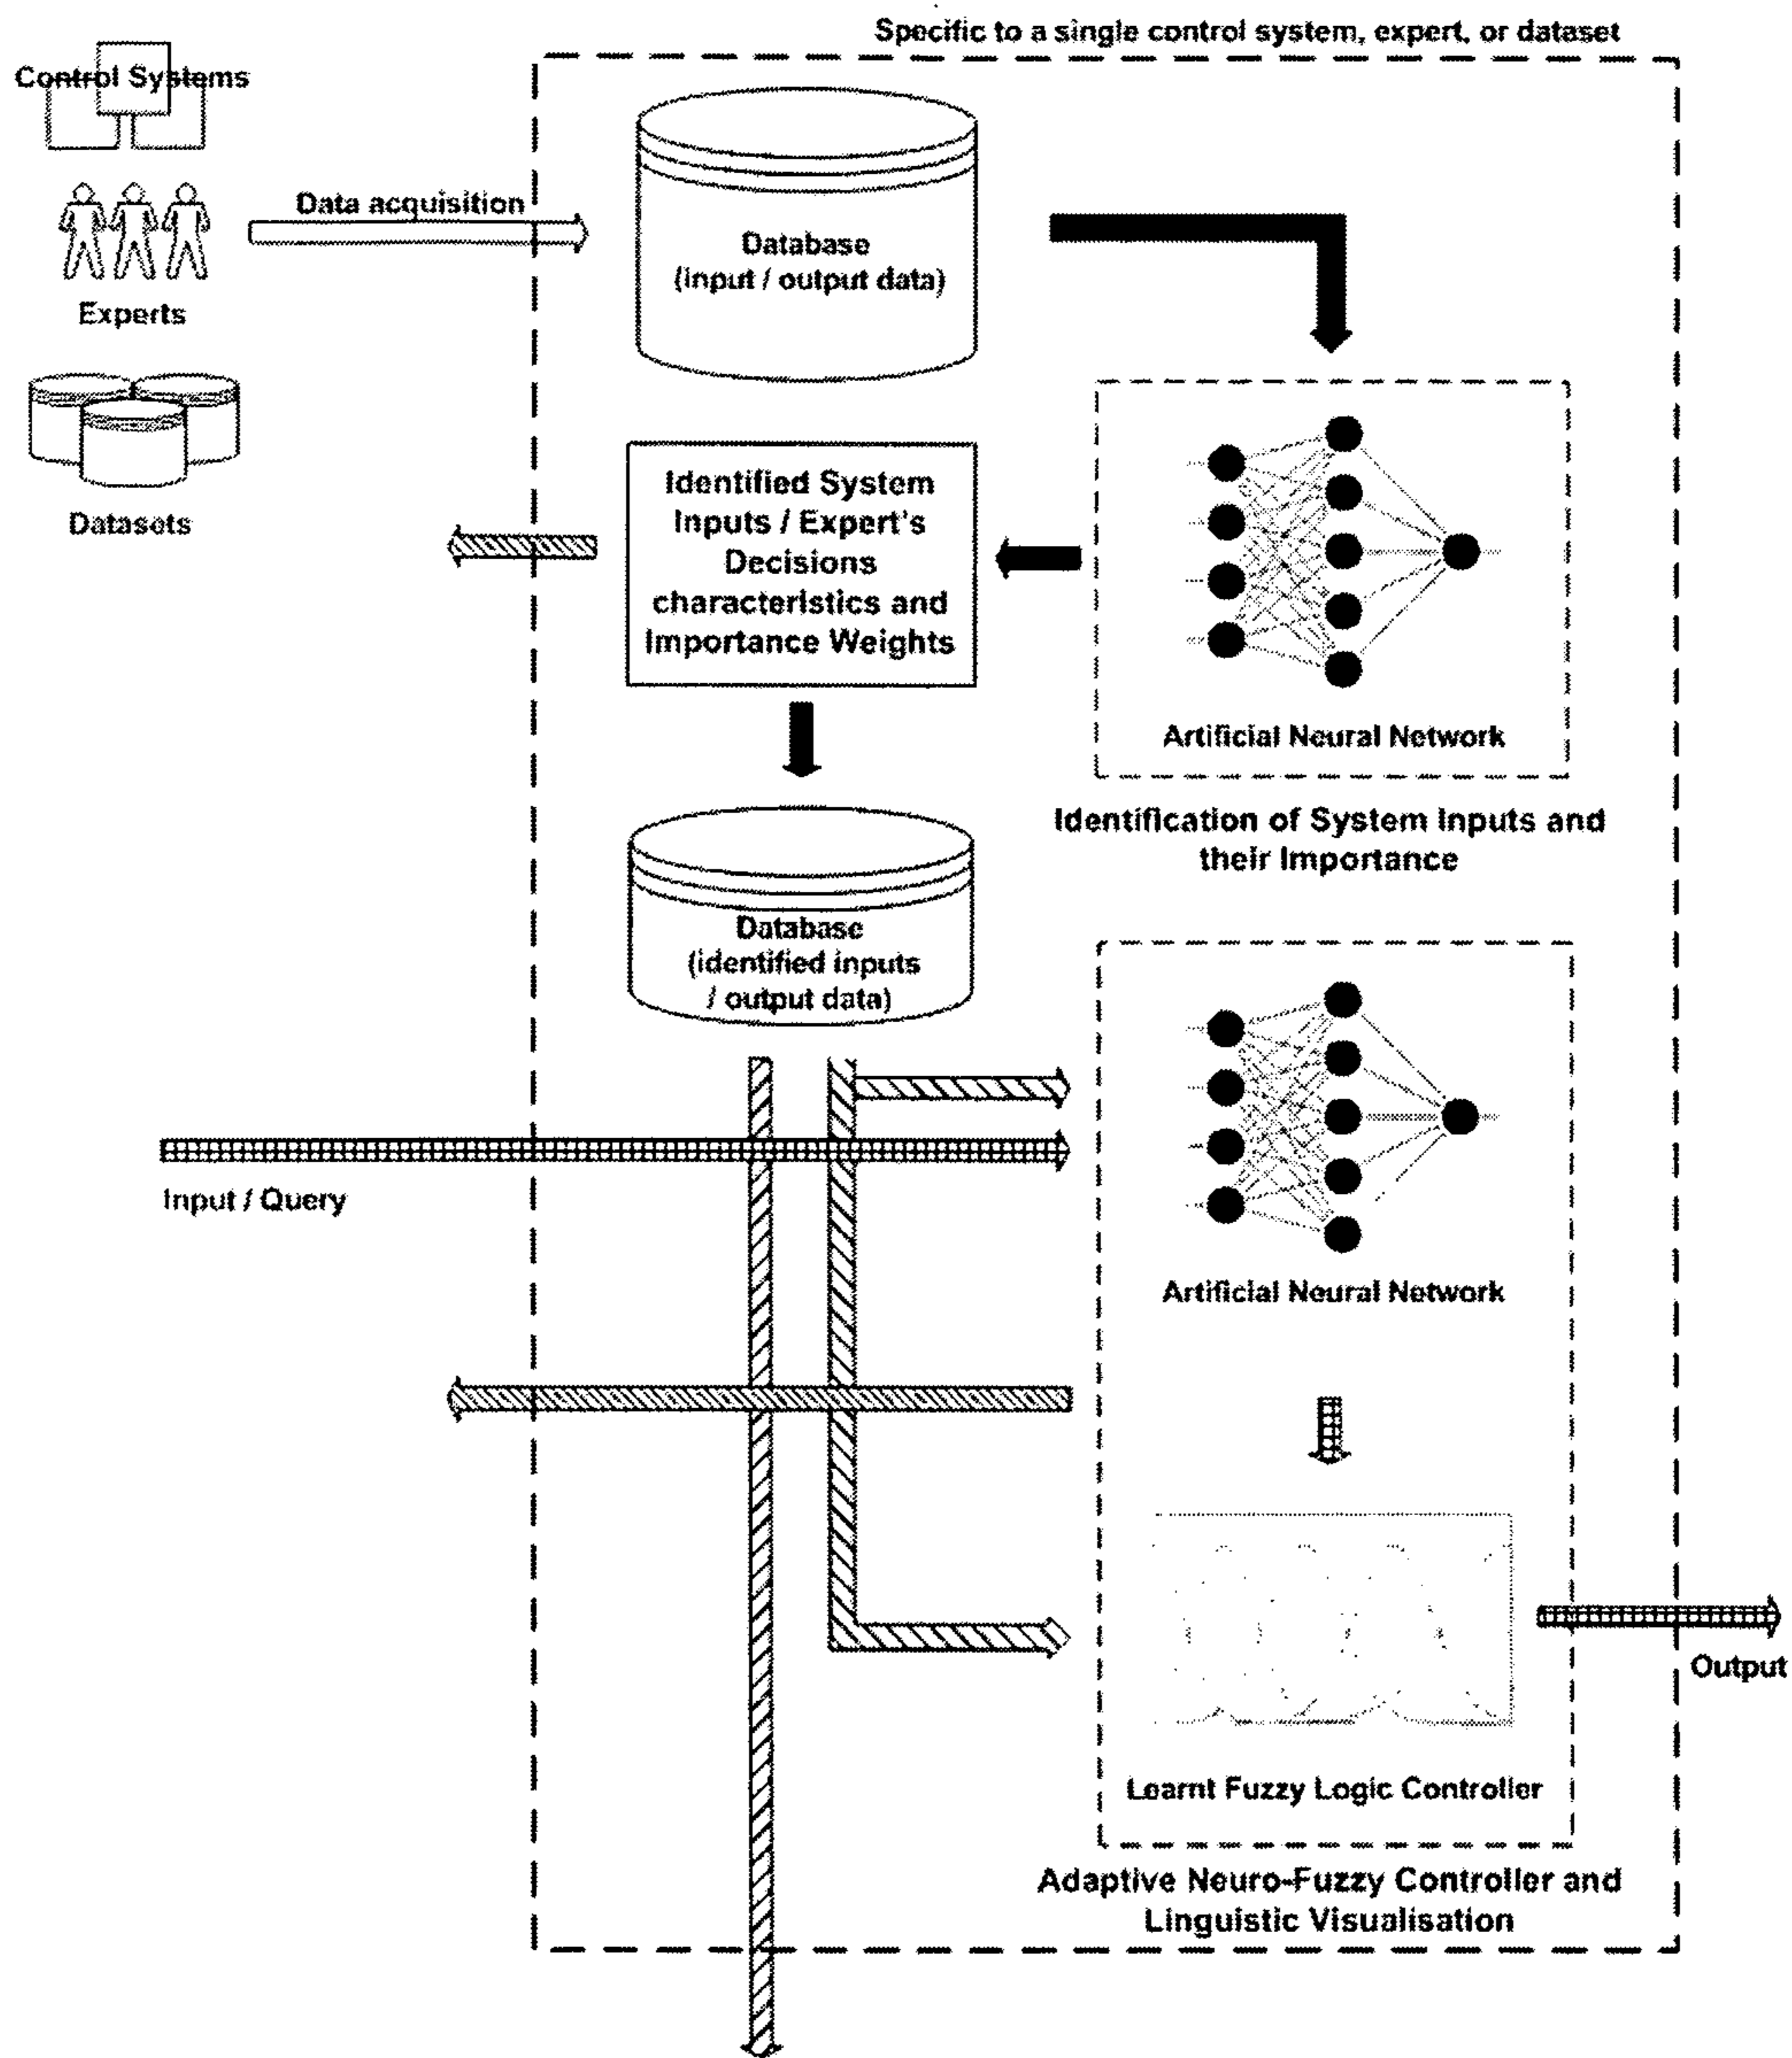 Specific to a single control system, expert, or dataset
Control Systems
Data acquisition
Experts
Datasets
Database
(input / output data)
Identified System
Inputs / Expert's
Decisions
characteristics and
Importance Weights
Artificial Neural Network
Identification of System Inputs and
their Importance
Database
(identified inputs
/ output data)
Input / Query
Artificial Neural Network
Output
Learnt Fuzzy Logic Controller
Adaptive Neuro-Fuzzy Controller and
Linguistic Visualisation